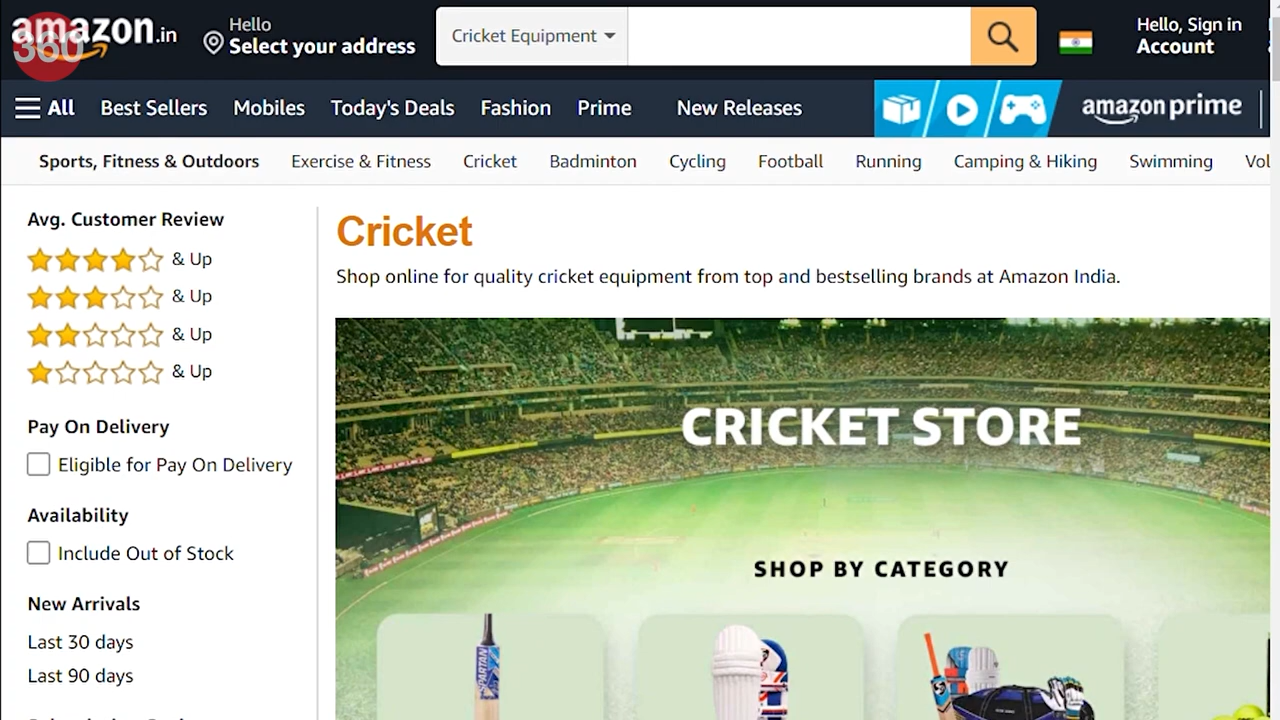 amazon.in
360
Hello
Select your address
Cricket Equipment
Hello, Sign in
Account
All
Best Sellers
Mobiles
Today's Deals
Fashion
Prime
New Releases
amazon prime
Sports, Fitness & Outdoors
Exercise & Fitness
Cricket
Badminton
Cycling
Football
Running
Camping & Hiking
Swimming
Vol
Avg. Customer Review
& Up
& Up
& Up
& Up
Pay On Delivery
Eligible for Pay On Delivery
Availability
Include Out of Stock
New Arrivals
Last 30 days
Last 90 days
Cricket
Shop online for quality cricket equipment from top and bestselling brands at Amazon India.
CRICKET STORE
SHOP BY CATEGORY
SPARTAN